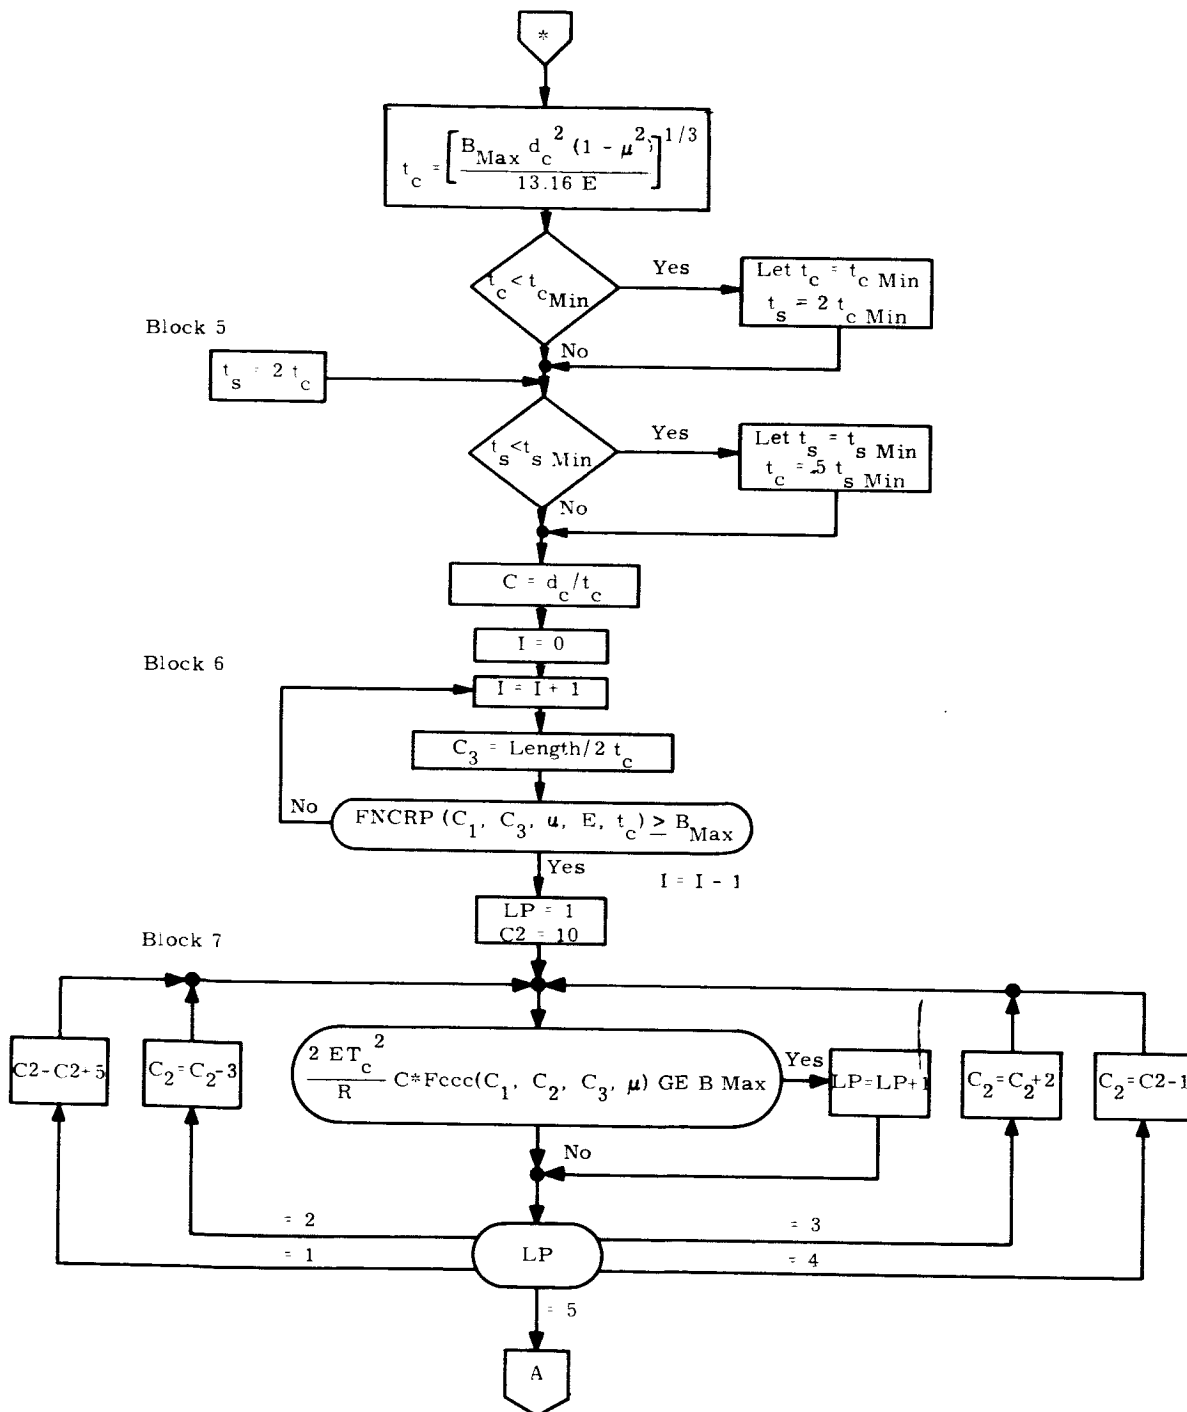 *
t_c = [B_Max d_c^2 (1 - μ^2) / 13.16 E]^1/3
t_c < t_c Min
Yes
Let t_c = t_c Min
t_s = 2 t_c Min
No
Block 5
t_s = 2 t_c
t_s < t_s Min
Yes
Let t_s = t_s Min
t_c = .5 t_s Min
No
C = d_c/t_c
I = 0
Block 6
I = I + 1
C_3 = Length/2 t_c
No
FNCRP (C_1, C_3, u, E, t_c) ≥ B_Max
Yes
I = I - 1
LP = 1
C2 = 10
Block 7
C2-C2+5
C_2=C_2-3
2 ET_c^2 / R C*Fccc(C_1, C_2, C_3, μ) GE B Max
Yes
LP=LP+1
C_2=C_2+2
C_2=C2-1
No
= 2
= 3
= 1
LP
= 4
= 5
A